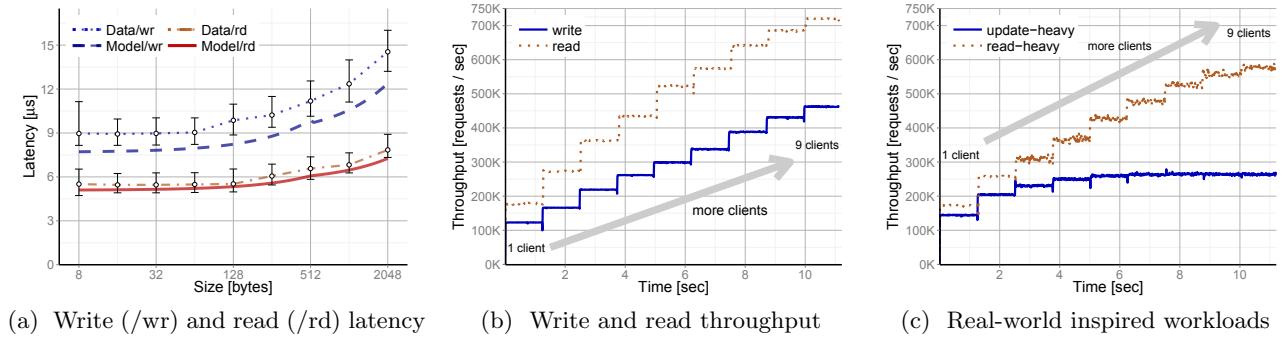 Latency [µs]
15
12
9
6
3
0
Data/wr
Data/rd
Model/wr
Model/rd
8
32
128
512
2048
Size [bytes]
(a) Write (/wr) and read (/rd) latency
Throughput [requests / sec]
750K
700K
600K
500K
400K
300K
200K
100K
0K
write
read
9 clients
more clients
1 client
2
4
6
8
10
Time [sec]
(b) Write and read throughput
Throughput [requests / sec]
750K
700K
600K
500K
400K
300K
200K
100K
0K
update-heavy
read-heavy
9 clients
more clients
1 client
2
4
6
8
10
Time [sec]
(c) Real-world inspired workloads